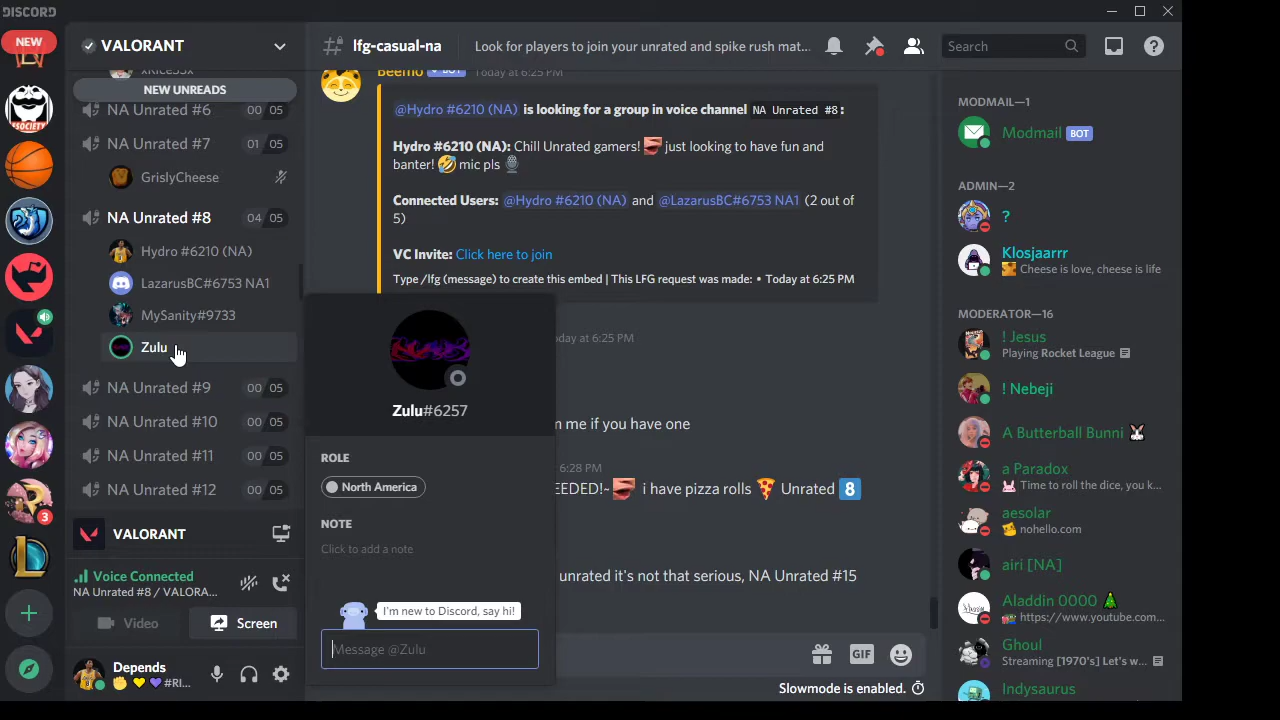 DISCORD
NEW
#SOCIETY
3
VALORANT
NEW UNREADS
NA Unrated #6 00 05
NA Unrated #7 01 05
GrislyCheese
NA Unrated #8 04 05
Hydro #6210 (NA)
LazarusBC#6753 NA1
MySanity#9733
Zulu
NA Unrated #9 00 05
NA Unrated #10 00 05
NA Unrated #11 00 05
NA Unrated #12 00 05
VALORANT
Voice Connected
NA Unrated #8 / VALORA...
Video Screen
Depends
#RI...
lfg-casual-na Look for players to join your unrated and spike rush mat... Search
Beemo BOT Today at 6:25 PM
@Hydro #6210 (NA) is looking for a group in voice channel NA Unrated #8:
Hydro #6210 (NA): Chill Unrated gamers! just looking to have fun and
banter! 🤣 mic pls
Connected Users: @Hydro #6210 (NA) and @LazarusBC#6753 NA1 (2 out of
5)
VC Invite: Click here to join
Type /lfg (message) to create this embed | This LFG request was made: • Today at 6:25 PM
day at 6:25 PM
me if you have one
6:28 PM
EEDED!~ i have pizza rolls 🍕 Unrated 8
unrated it's not that serious, NA Unrated #15
GIF
Slowmode is enabled.
Zulu#6257
ROLE
North America
NOTE
Click to add a note
I'm new to Discord, say hi!
Message @Zulu
MODMAIL—1
Modmail BOT
ADMIN—2
?
Klosjaarrr
Cheese is love, cheese is life
MODERATOR—16
! Jesus
Playing Rocket League
! Nebeji
A Butterball Bunni
a Paradox
Time to roll the dice, you k...
aesolar
nohello.com
airi [NA]
Aladdin 0000
https://www.youtube.com...
Ghoul
Streaming [1970's] Let's w...
Indysaurus